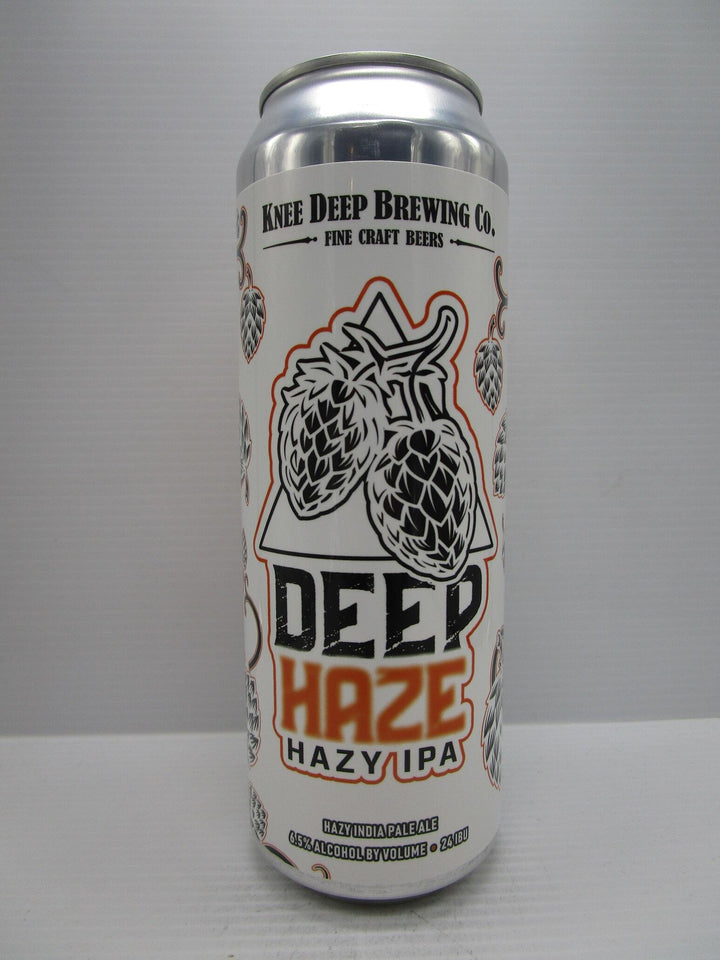 KNEE DEEP BREWING CO.
FINE CRAFT BEERS
DEEP
HAZE
HAZY IPA
HAZY INDIA PALE ALE
6.5% ALCOHOL BY VOLUME • 24 IBU